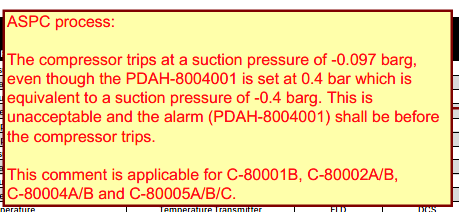 ASPC process:
The compressor trips at a suction pressure of -0.097 barg,
even though the PDAH-8004001 is set at 0.4 bar which is
equivalent to a suction pressure of -0.4 barg. This is
unacceptable and the alarm (PDAH-8004001) shall be before
the compressor trips.
This comment is applicable for C-80001B, C-80002A/B,
C-80004A/B and C-80005A/B/C.
perature Temperature Transmitter FLD DCS